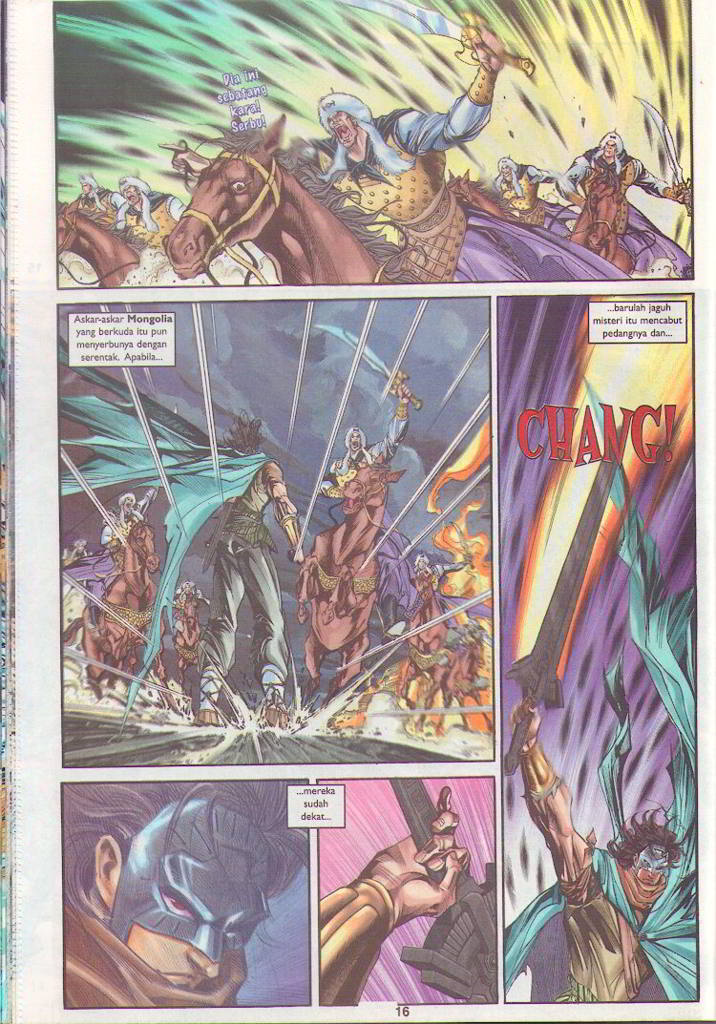 Dia ini
sebatang
kara!
Serbu!
Askar-askar Mongolia
yang berkuda itu pun
menyerbunya dengan
serentak. Apabila...
...mereka
sudah
dekat...
...barulah jaguh
misteri itu mencabut
pedangnya dan...
CHANG!
16